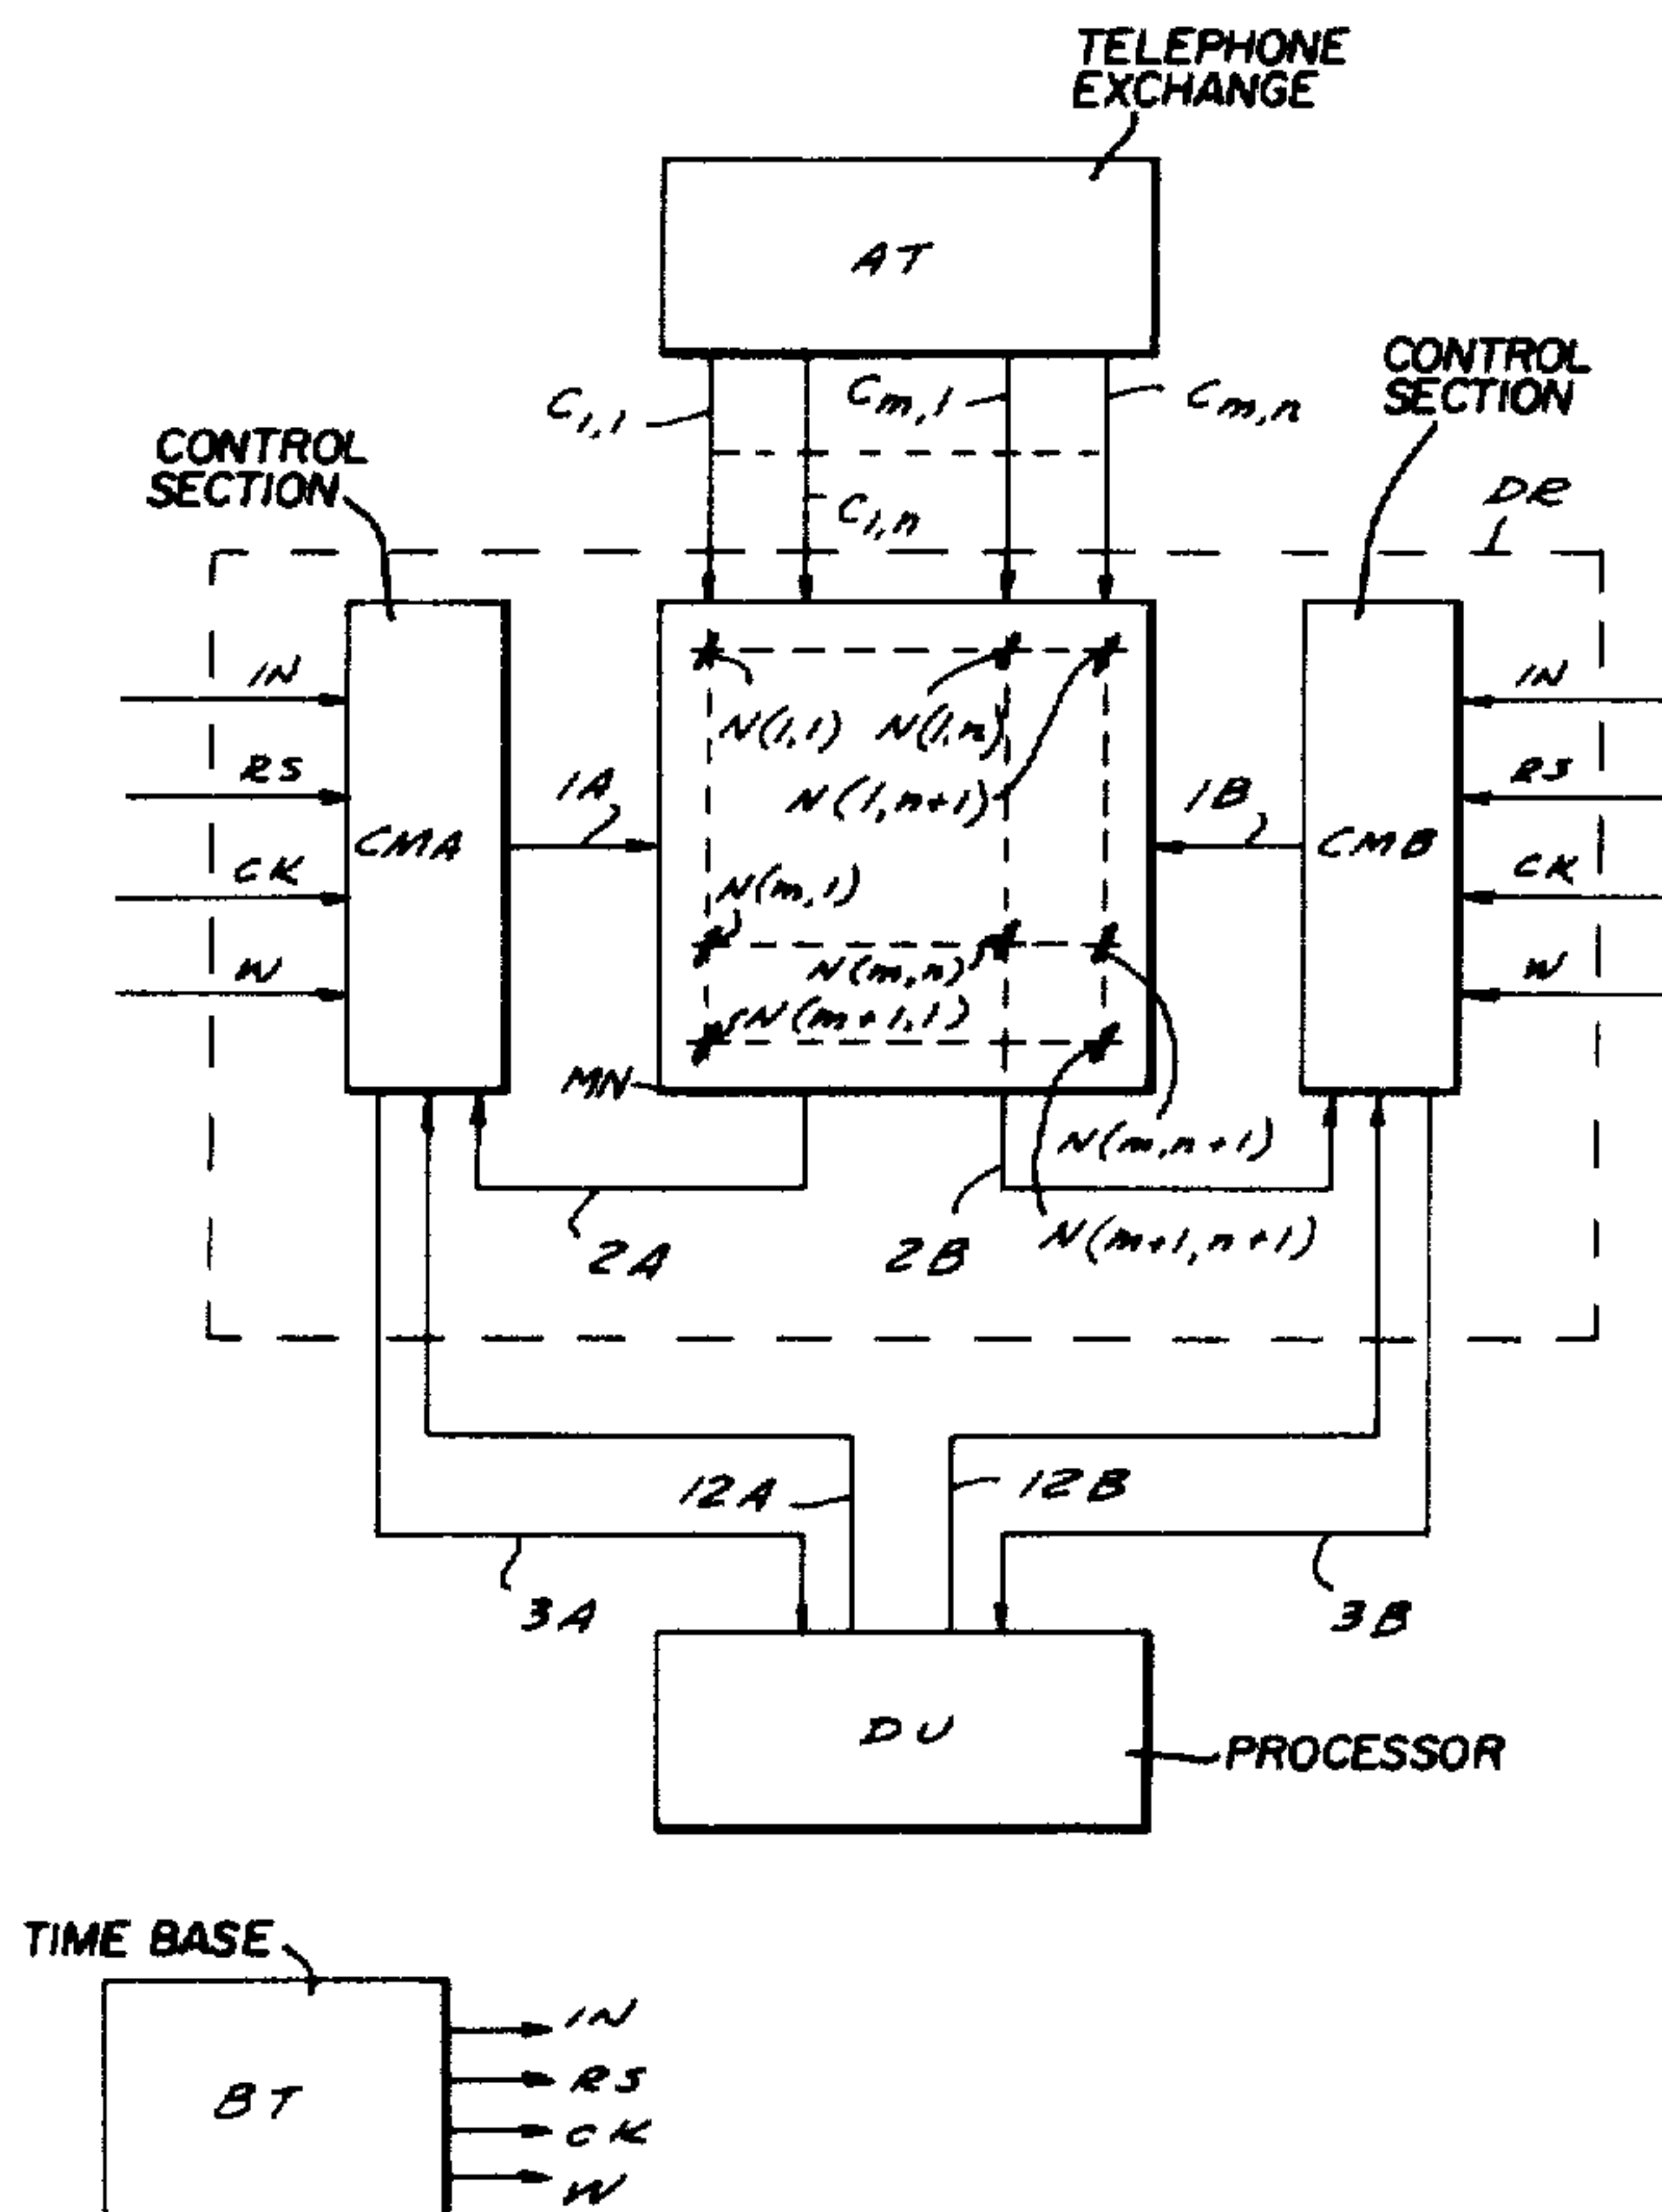 TELEPHONE
EXCHANGE
AT
C1,1
Cm,1
Cm,n
C1,n
CONTROL
SECTION
CONTROL
SECTION
DR
IN
RS
CK
W
CMA
1A
N(1,1)
N(1,n)
N(1,n+1)
N(m,1)
N(m,n)
N(m+1,1)
MN
1B
CMB
IN
RS
CK
W
N(m,n+1)
N(m+1,n+1)
2A
2B
12A
12B
3A
3B
DU
PROCESSOR
TIME BASE
BT
IN
RS
CK
W